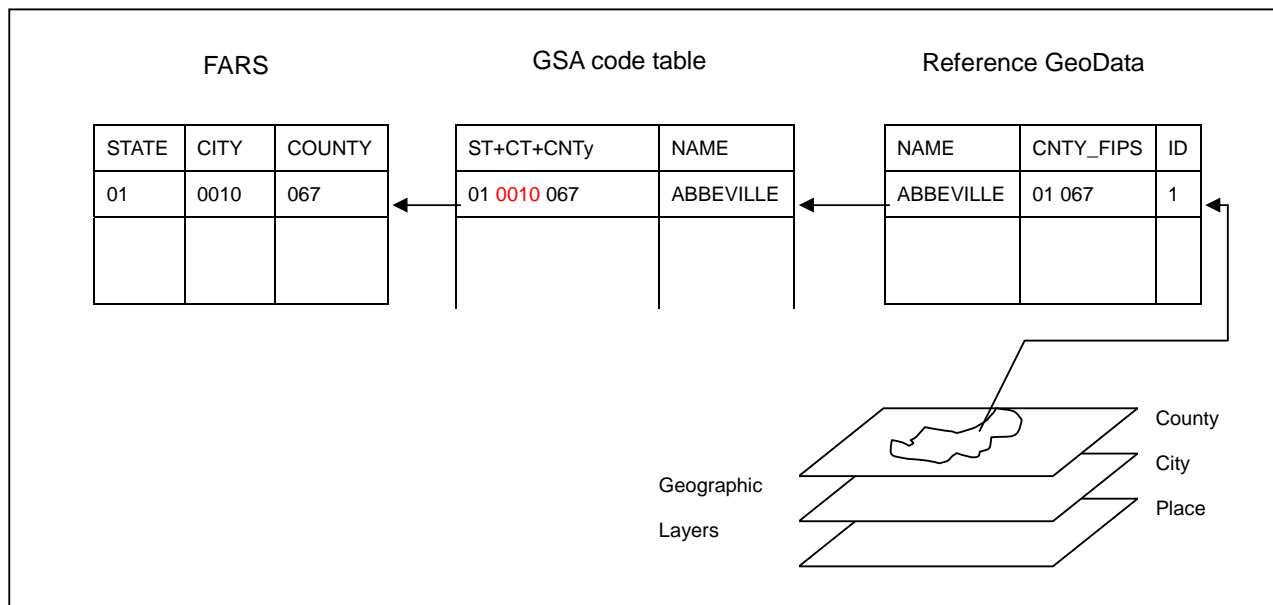 FARS
GSA code table
Reference GeoData
STATE CITY COUNTY
01 0010 067
ST+CT+CNTy NAME
01 0010 067 ABBEVILLE
NAME CNTY_FIPS ID
ABBEVILLE 01 067 1
County
City
Place
Geographic
Layers